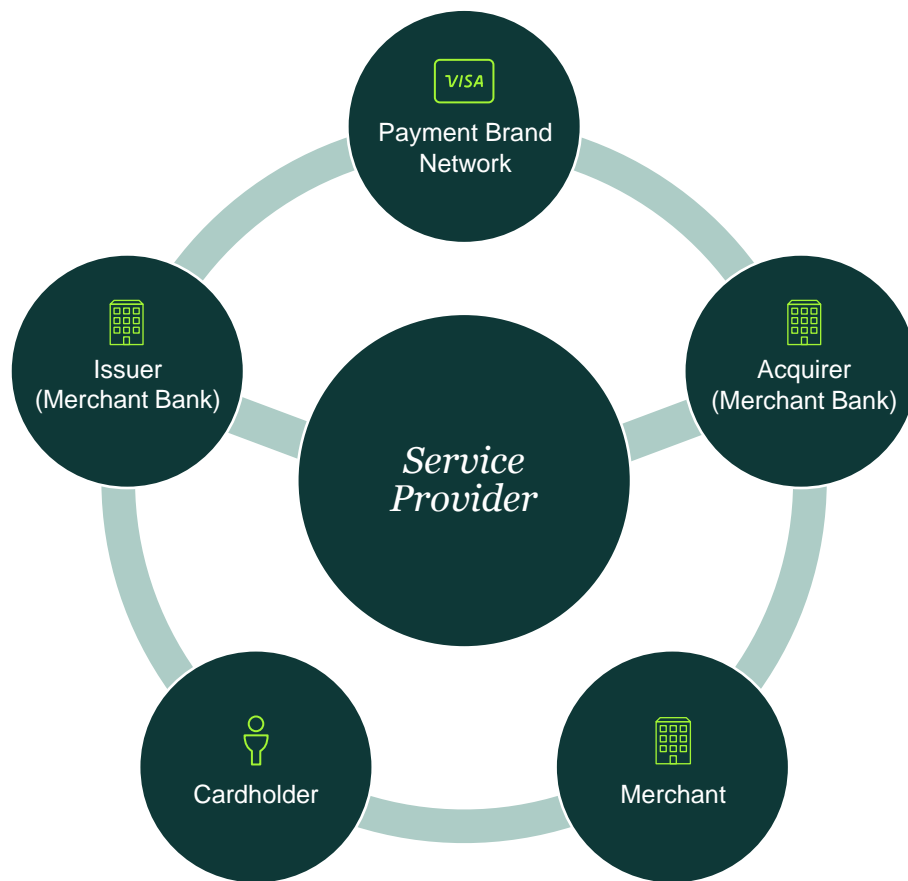 VISA
Payment Brand
Network
Issuer
(Merchant Bank)
Acquirer
(Merchant Bank)
Service
Provider
Cardholder
Merchant